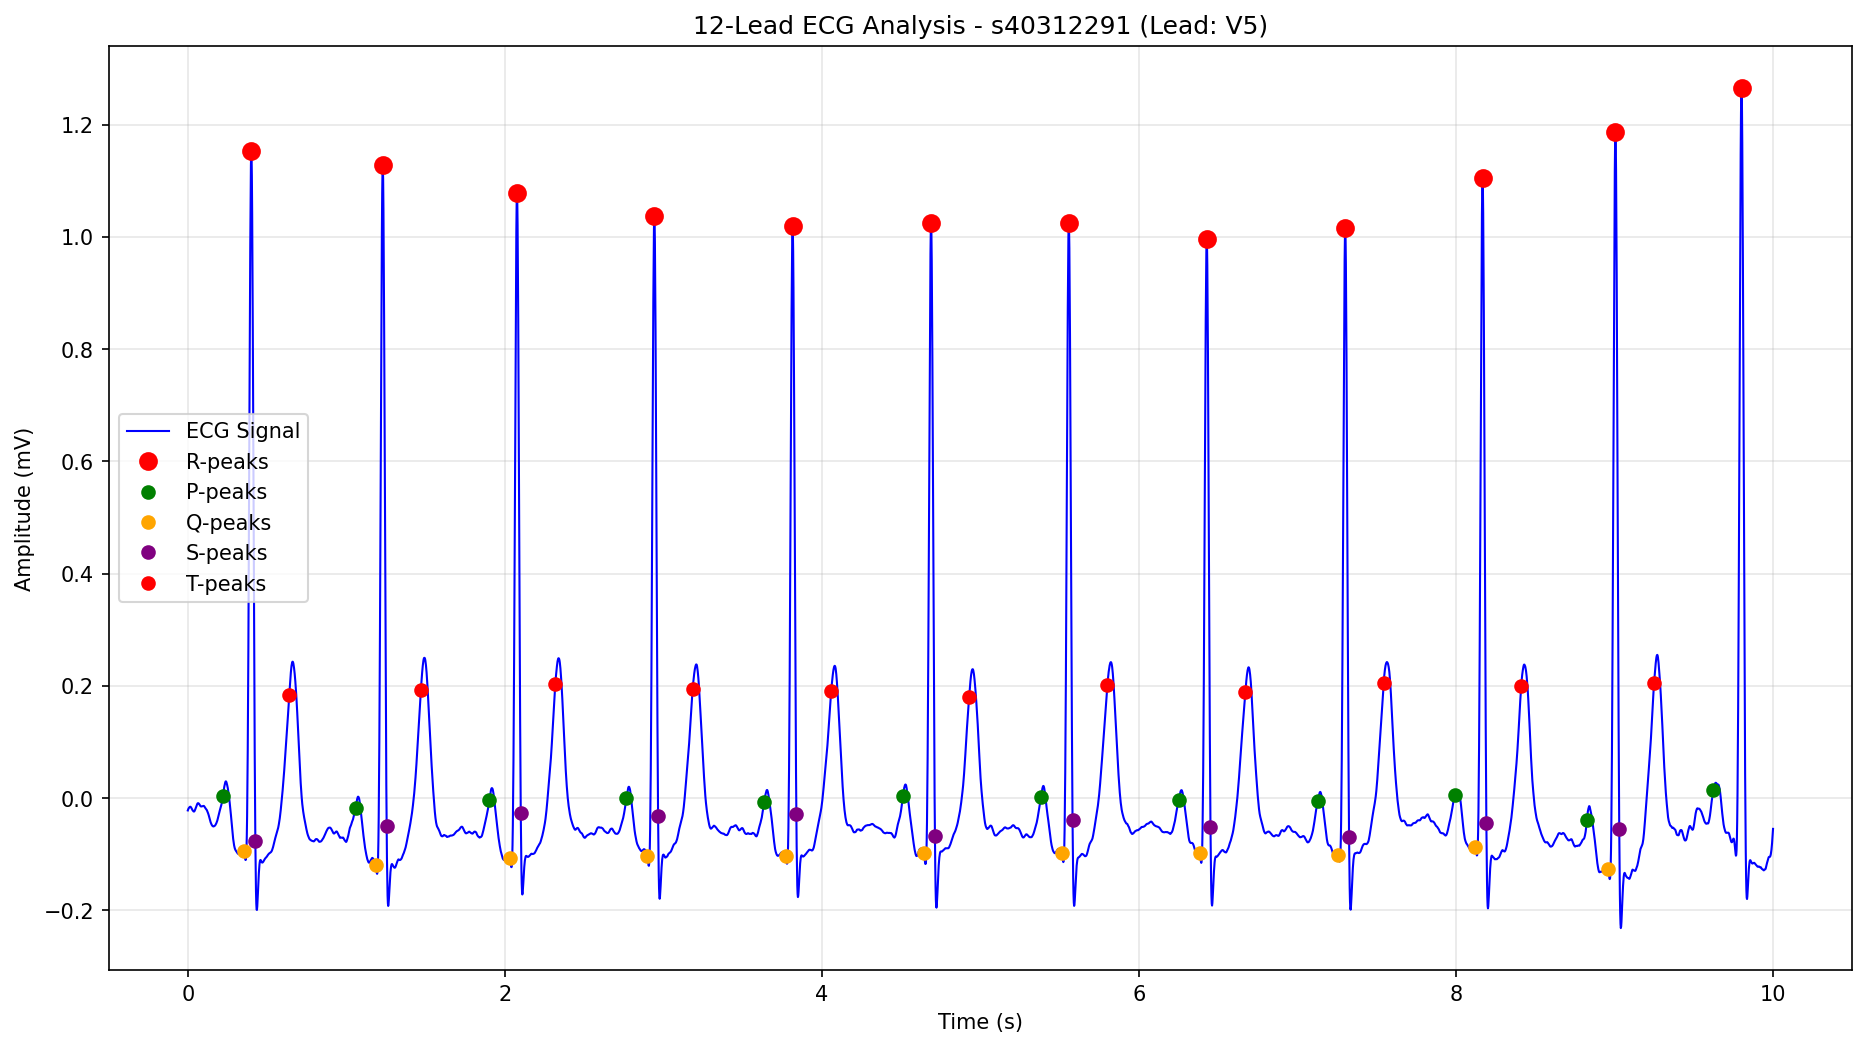 12-Lead ECG Analysis - s40312291 (Lead: V5)
Amplitude (mV)
1.2
1.0
0.8
0.6
0.4
0.2
0.0
−0.2
ECG Signal
R-peaks
P-peaks
Q-peaks
S-peaks
T-peaks
0 2 4 6 8 10
Time (s)